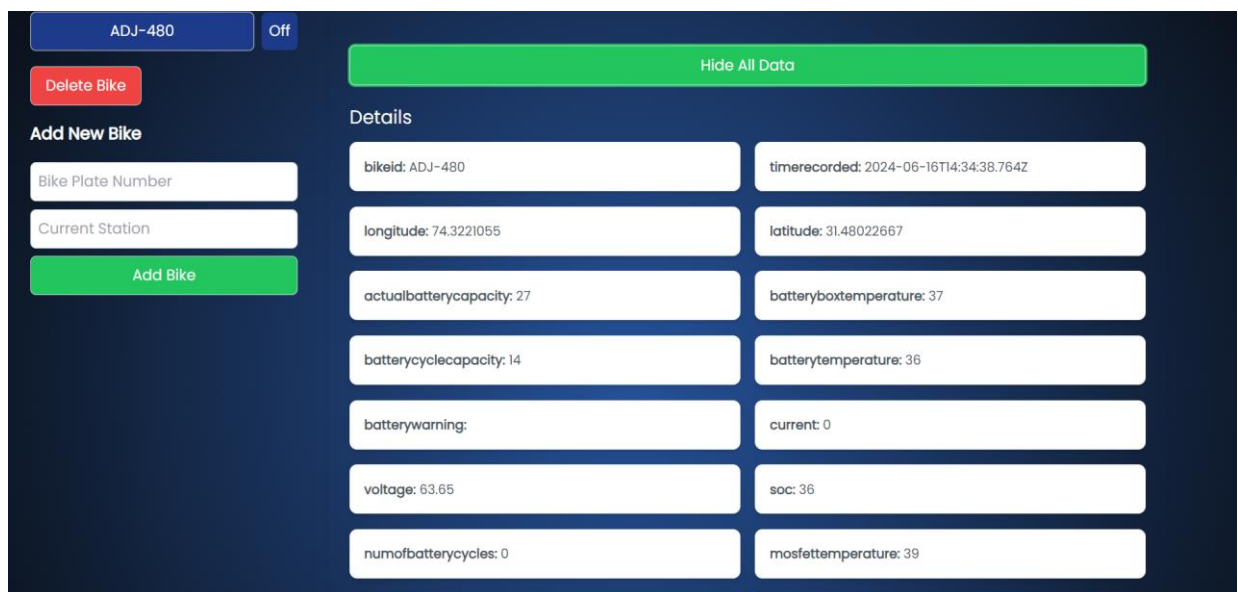 ADJ-480
Off
Delete Bike
Add New Bike
Bike Plate Number
Current Station
Add Bike
Hide All Data
Details
bikeid: ADJ-480
timerecorded: 2024-06-16T14:34:38.764Z
longitude: 74.3221055
latitude: 31.48022667
actualbatterycapacity: 27
batteryboxtemperature: 37
batterycyclecapacity: 14
batterytemperature: 36
batterywarning:
current: 0
voltage: 63.65
soc: 36
numofbatterycycles: 0
mosfettemperature: 39